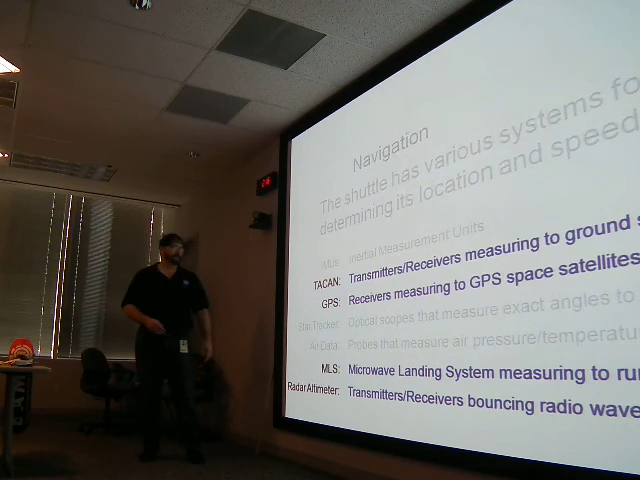 Navigation
The shuttle has various systems fo
determining its location and speed
IMUs: Inertial Measurement Units
TACAN: Transmitters/Receivers measuring to ground s
GPS: Receivers measuring to GPS space satellites
Star Tracker: Optical scopes that measure exact angles to
Air Data: Probes that measure air pressure/temperatu
MLS: Microwave Landing System measuring to ru
Radar Altimeter: Transmitters/Receivers bouncing radio wave